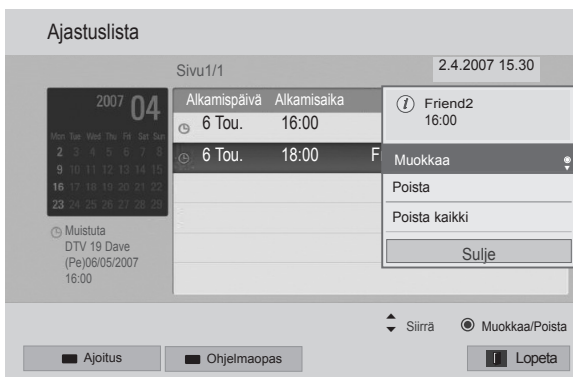 Ajastuslista
Sivu1/1
2.4.2007 15.30
2007 04
Mon Tue Wed Thu Fri Sat Sun
2 3 4 5 6 7 8
9 10 11 12 13 14 15
16 17 18 19 20 21 22
23 24 25 26 27 28 29
Muistuta
DTV 19 Dave
(Pe)06/05/2007
16:00
Alkamispäivä Alkamisaika
6 Tou. 16:00
6 Tou. 18:00 F
Friend2
16:00
Muokkaa
Poista
Poista kaikki
Sulje
Siirrä Muokkaa/Poista
Ajoitus Ohjelmaopas Lopeta